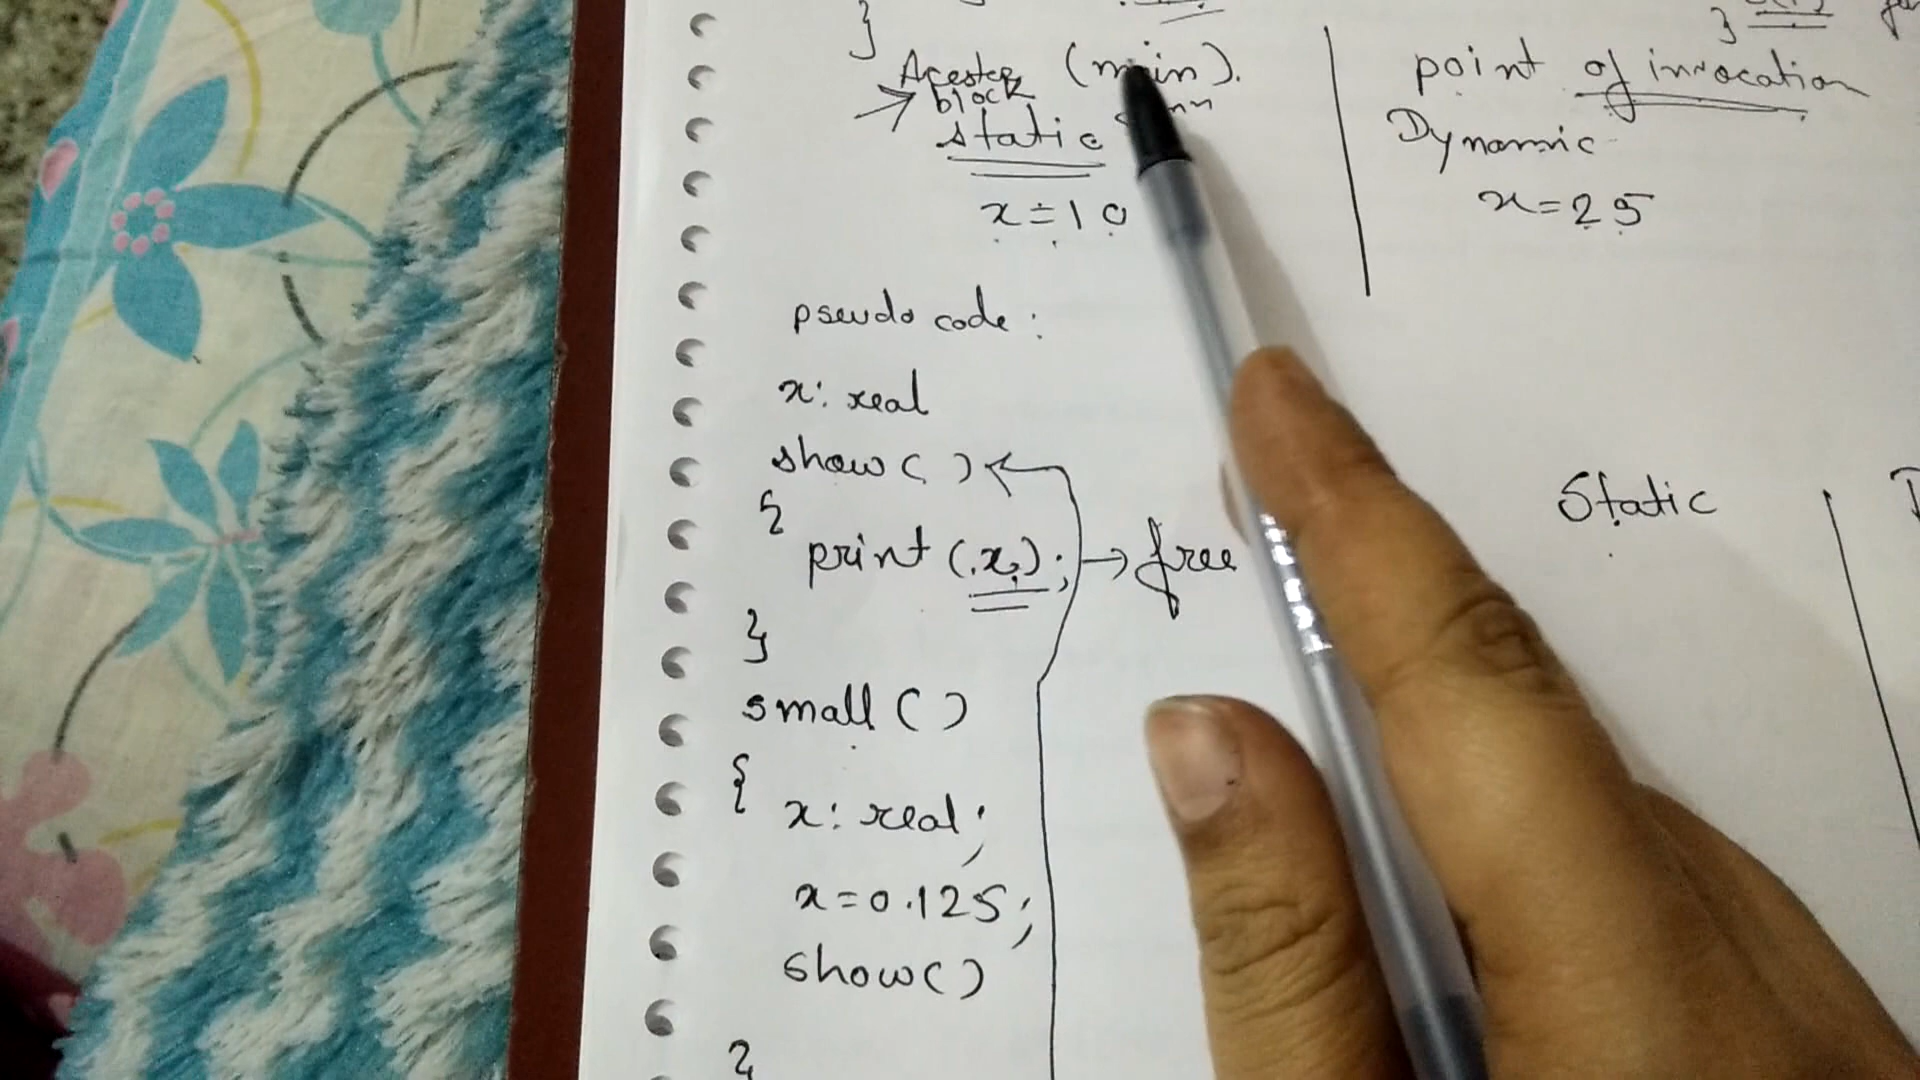 }
Acester (main).
block
static
x=10
point of invocation
Dynamic
x=25
pseudo code:
x: real
show( )
{
print(x); → free
}
small( )
{
x: real;
x=0.125;
show( )
}
Static